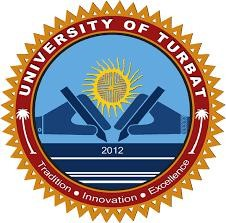 UNIVERSITY OF TURBAT
2012
Tradition • Innovation • Excellence